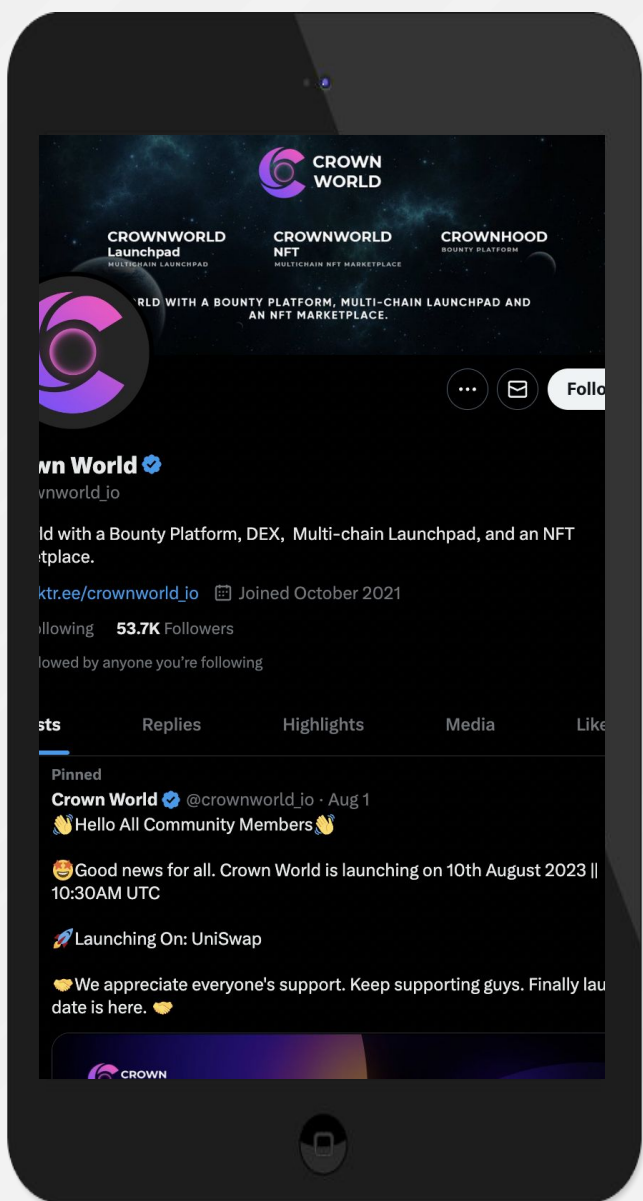 CROWN
WORLD
CROWNWORLD
Launchpad
MULTICHAIN LAUNCHPAD
CROWNWORLD
NFT
MULTICHAIN NFT MARKETPLACE
CROWNHOOD
BOUNTY PLATFORM
RLD WITH A BOUNTY PLATFORM, MULTI-CHAIN LAUNCHPAD AND
AN NFT MARKETPLACE.
Follo
wn World
wnworld_io
ld with a Bounty Platform, DEX, Multi-chain Launchpad, and an NFT
etplace.
ktr.ee/crownworld_io Joined October 2021
llowing 53.7K Followers
lowed by anyone you're following
sts Replies Highlights Media Like
Pinned
Crown World @crownworld_io · Aug 1
👋Hello All Community Members👋
🤩Good news for all. Crown World is launching on 10th August 2023 ||
10:30AM UTC
🚀Launching On: UniSwap
🤝We appreciate everyone's support. Keep supporting guys. Finally lau
date is here. 🤝
CROWN